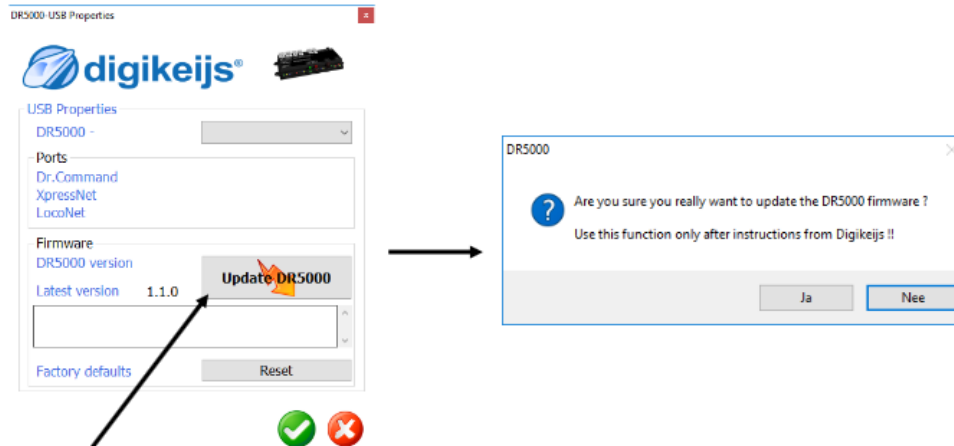 DR5000-USB Properties
x
digikeijs®
USB Properties
DR5000 -
Ports
Dr.Command
XpressNet
LocoNet
Firmware
DR5000 version
Update DR5000
Latest version 1.1.0
Factory defaults
Reset
DR5000
?
Are you sure you really want to update the DR5000 firmware ?
Use this function only after instructions from Digikeijs !!
Ja
Nee